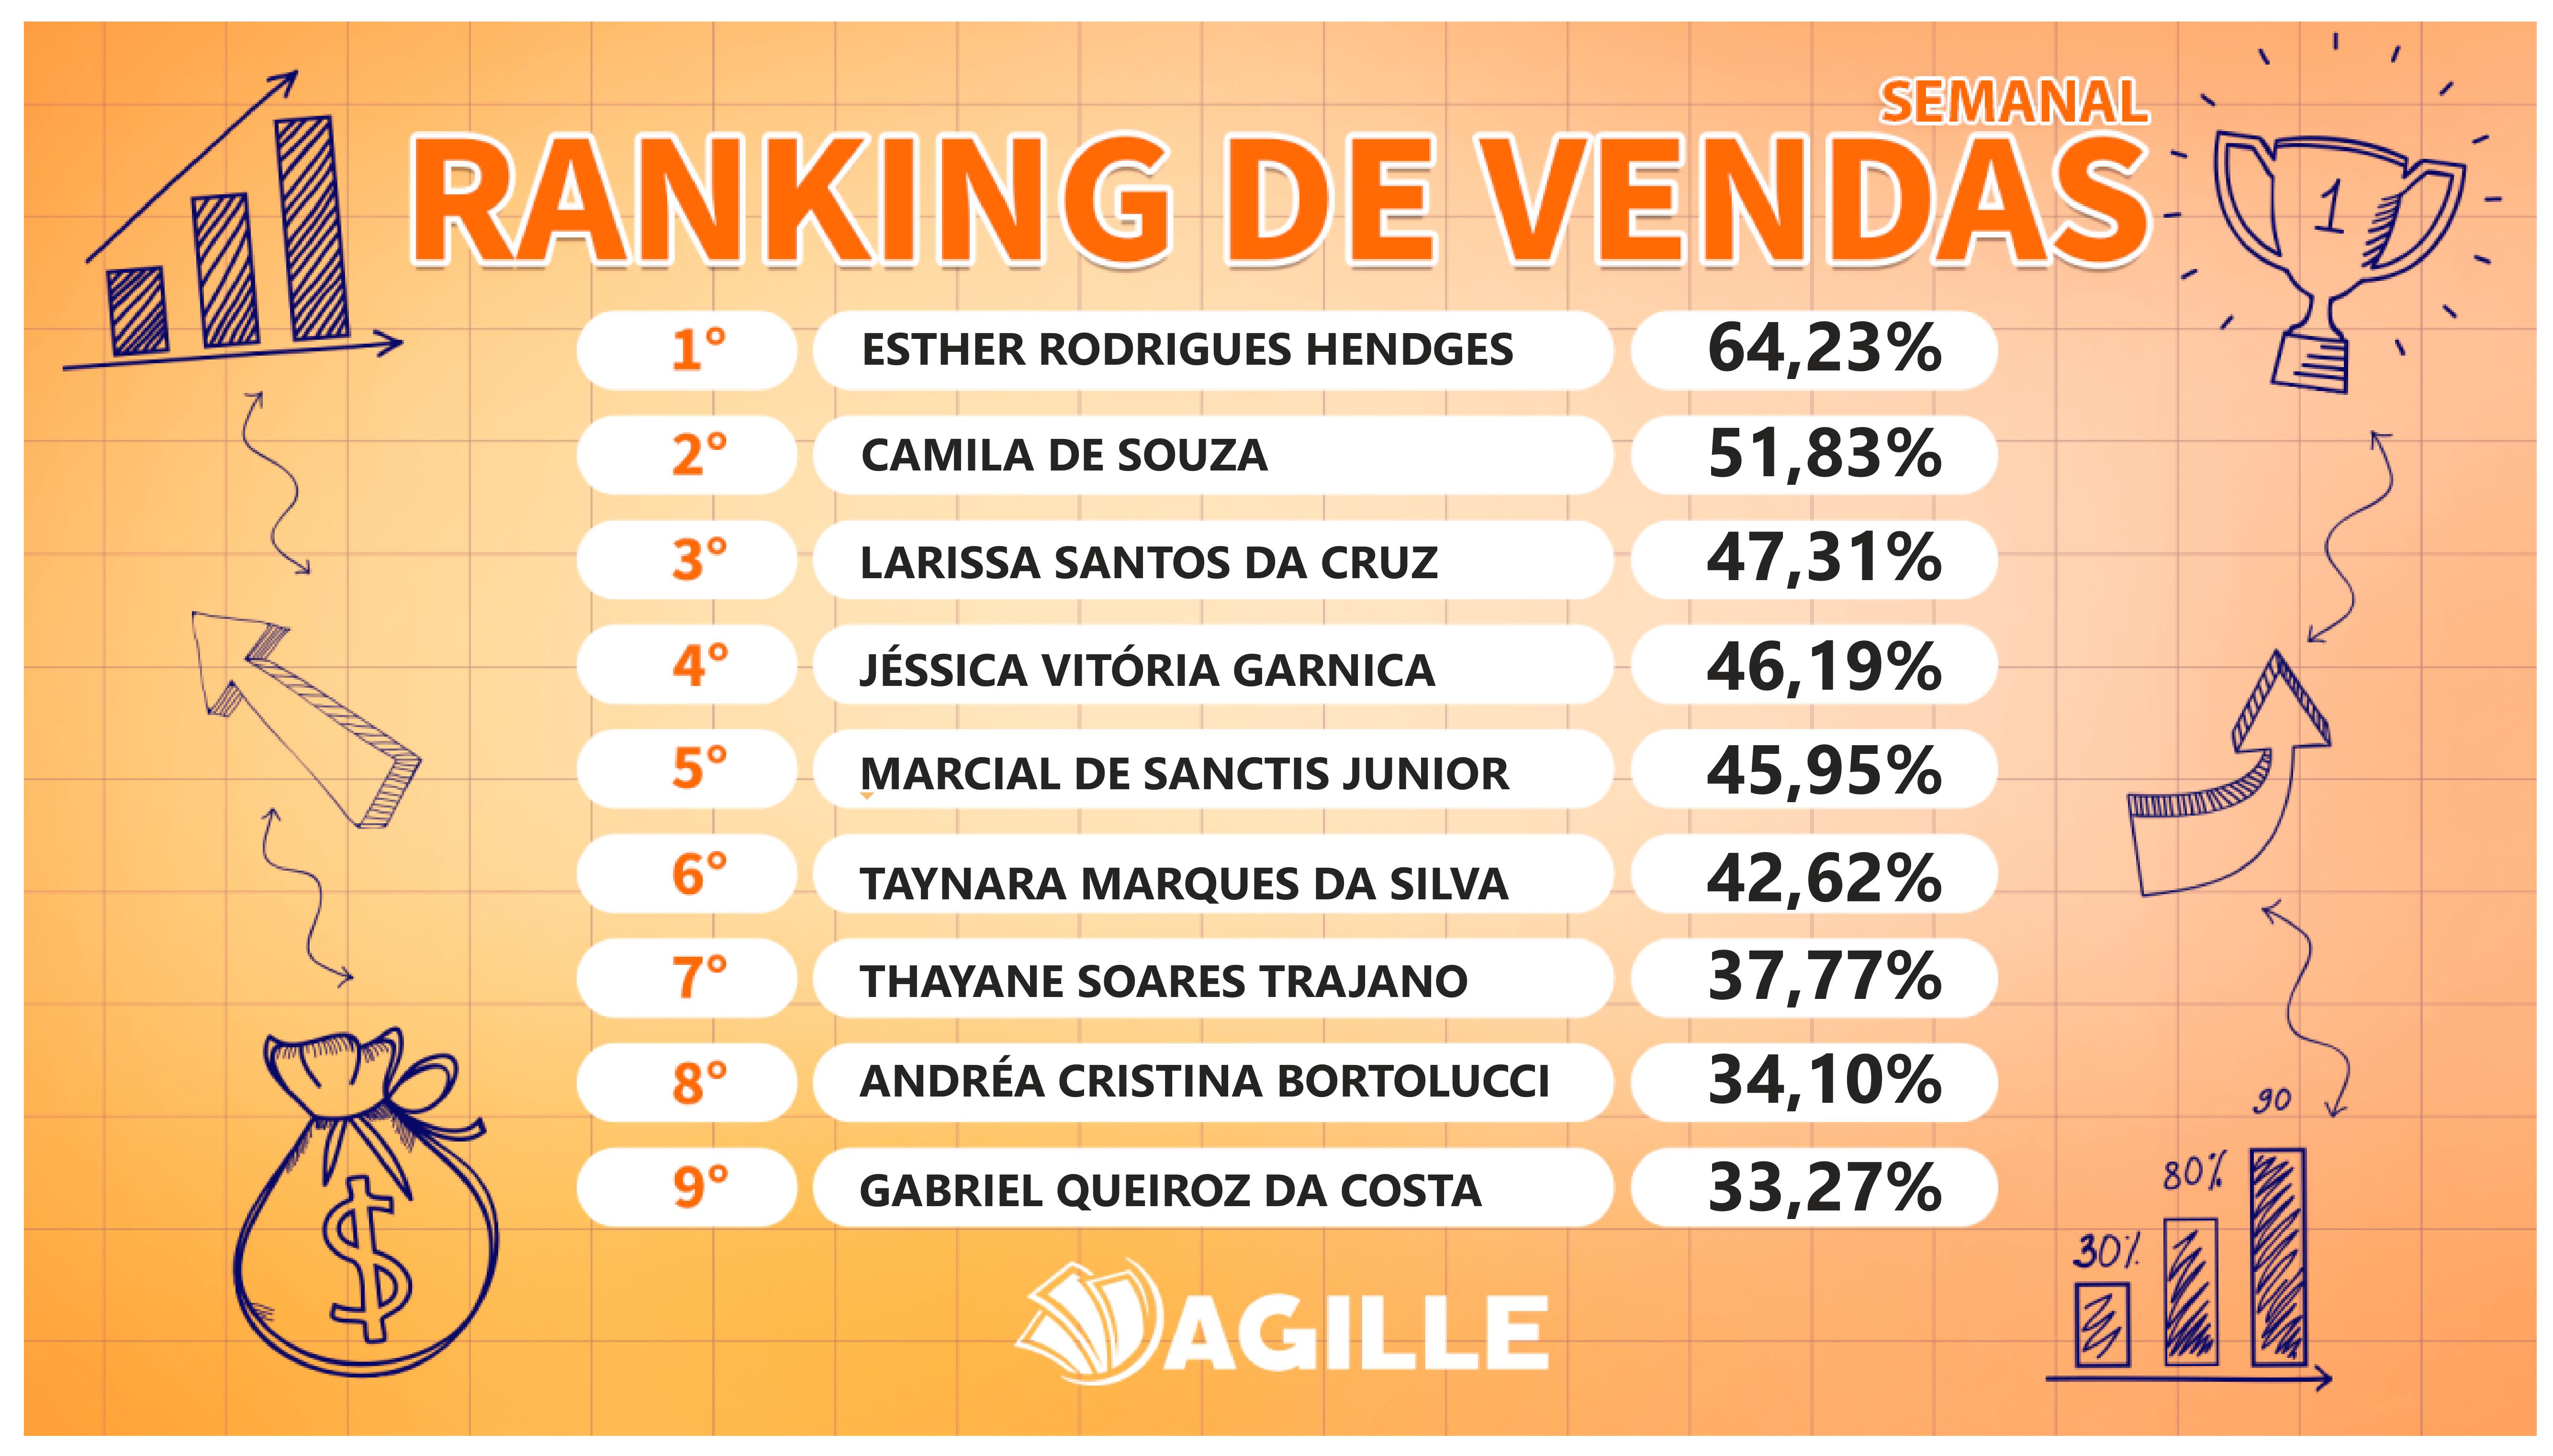 SEMANAL
RANKING DE VENDAS
1° ESTHER RODRIGUES HENDGES 64,23%
2° CAMILA DE SOUZA 51,83%
3° LARISSA SANTOS DA CRUZ 47,31%
4° JÉSSICA VITÓRIA GARNICA 46,19%
5° MARCIAL DE SANCTIS JUNIOR 45,95%
6° TAYNARA MARQUES DA SILVA 42,62%
7° THAYANE SOARES TRAJANO 37,77%
8° ANDRÉA CRISTINA BORTOLUCCI 34,10%
9° GABRIEL QUEIROZ DA COSTA 33,27%
AGILLE
1
$
30%
80%
90